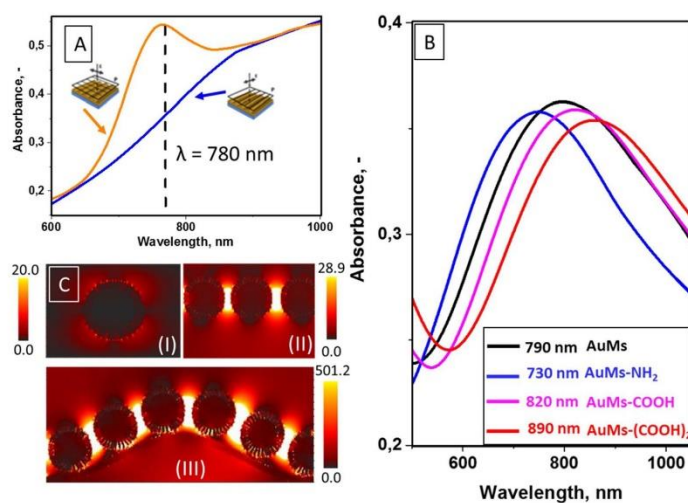 A
0,5
0,4
0,3
0,2
Absorbance, -
λ = 780 nm
600
800
1000
Wavelength, nm
B
0,4
0,3
0,2
Absorbance, -
790 nm AuMs
730 nm AuMs-NH₂
820 nm AuMs-COOH
890 nm AuMs-(COOH)₂
600
800
1000
Wavelength, nm
C
20.0
0.0
(I)
28.9
0.0
(II)
501.2
0.0
(III)